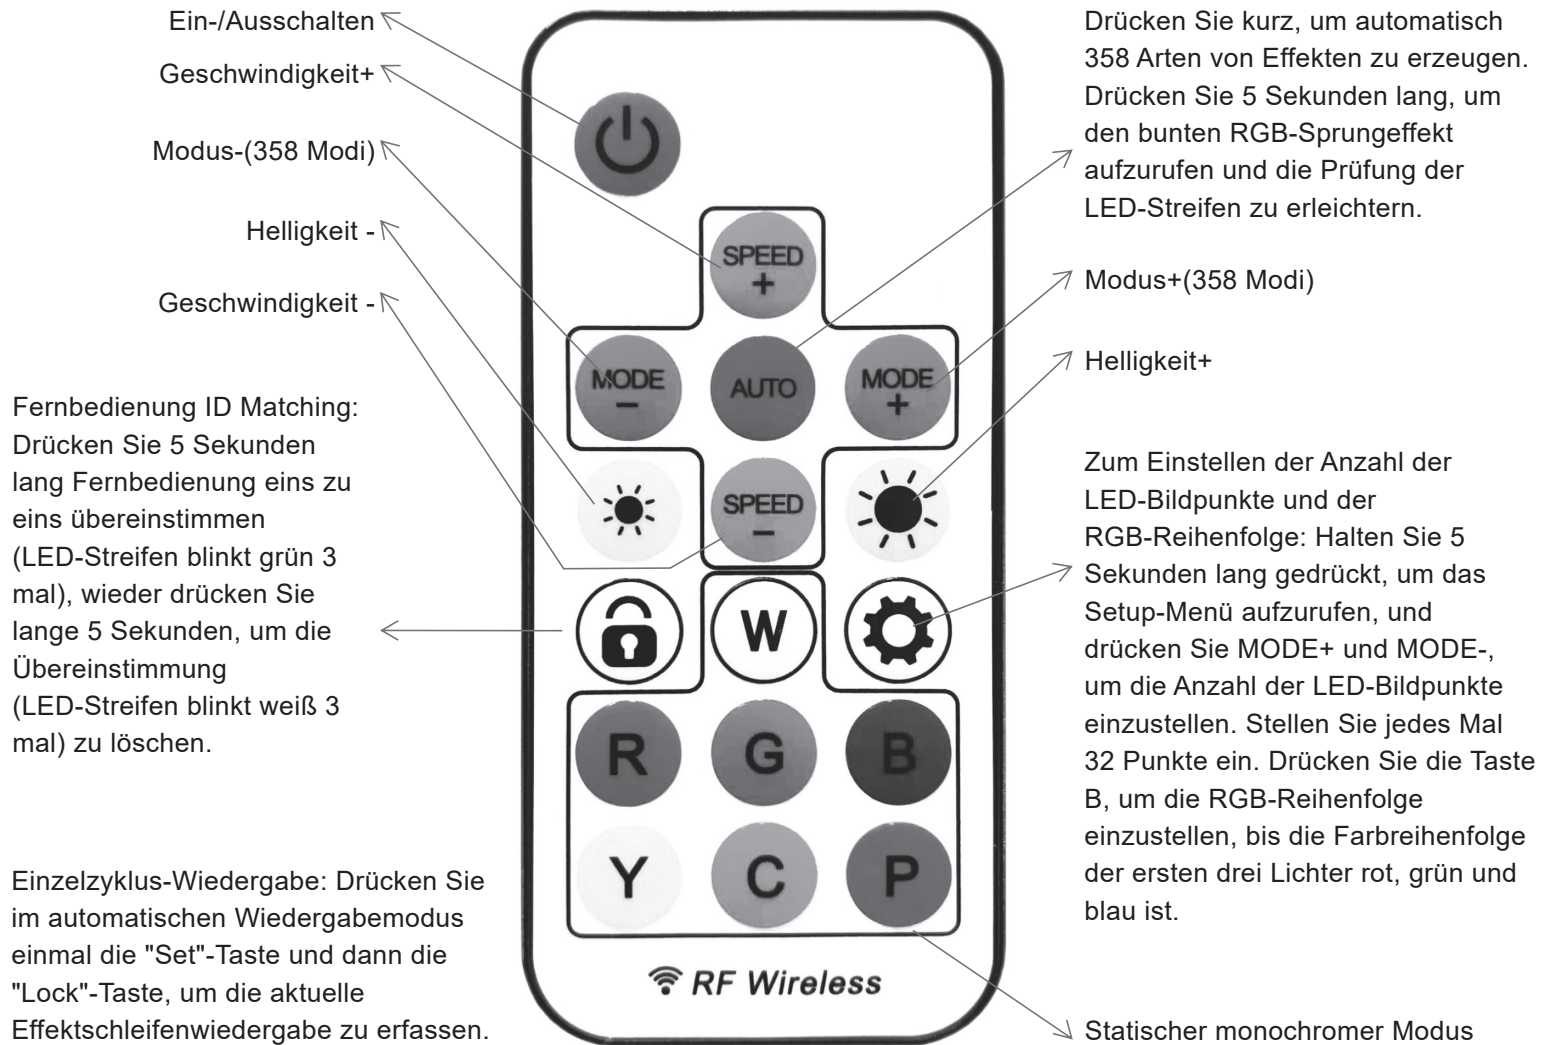 Ein-/Ausschalten
Geschwindigkeit+
Modus-(358 Modi)
Helligkeit -
Geschwindigkeit -
Fernbedienung ID Matching:
Drücken Sie 5 Sekunden
lang Fernbedienung eins zu
eins übereinstimmen
(LED-Streifen blinkt grün 3
mal), wieder drücken Sie
lange 5 Sekunden, um die
Übereinstimmung
(LED-Streifen blinkt weiß 3
mal) zu löschen.
Einzelzyklus-Wiedergabe: Drücken Sie
im automatischen Wiedergabemodus
einmal die "Set"-Taste und dann die
"Lock"-Taste, um die aktuelle
Effektschleifenwiedergabe zu erfassen.
SPEED
+
MODE
-
AUTO
MODE
+
SPEED
-
W
R G B
Y C P
RF Wireless
Drücken Sie kurz, um automatisch
358 Arten von Effekten zu erzeugen.
Drücken Sie 5 Sekunden lang, um
den bunten RGB-Sprungeffekt
aufzurufen und die Prüfung der
LED-Streifen zu erleichtern.
Modus+(358 Modi)
Helligkeit+
Zum Einstellen der Anzahl der
LED-Bildpunkte und der
RGB-Reihenfolge: Halten Sie 5
Sekunden lang gedrückt, um das
Setup-Menü aufzurufen, und
drücken Sie MODE+ und MODE-,
um die Anzahl der LED-Bildpunkte
einzustellen. Stellen Sie jedes Mal
32 Punkte ein. Drücken Sie die Taste
B, um die RGB-Reihenfolge
einzustellen, bis die Farbreihenfolge
der ersten drei Lichter rot, grün und
blau ist.
Statischer monochromer Modus